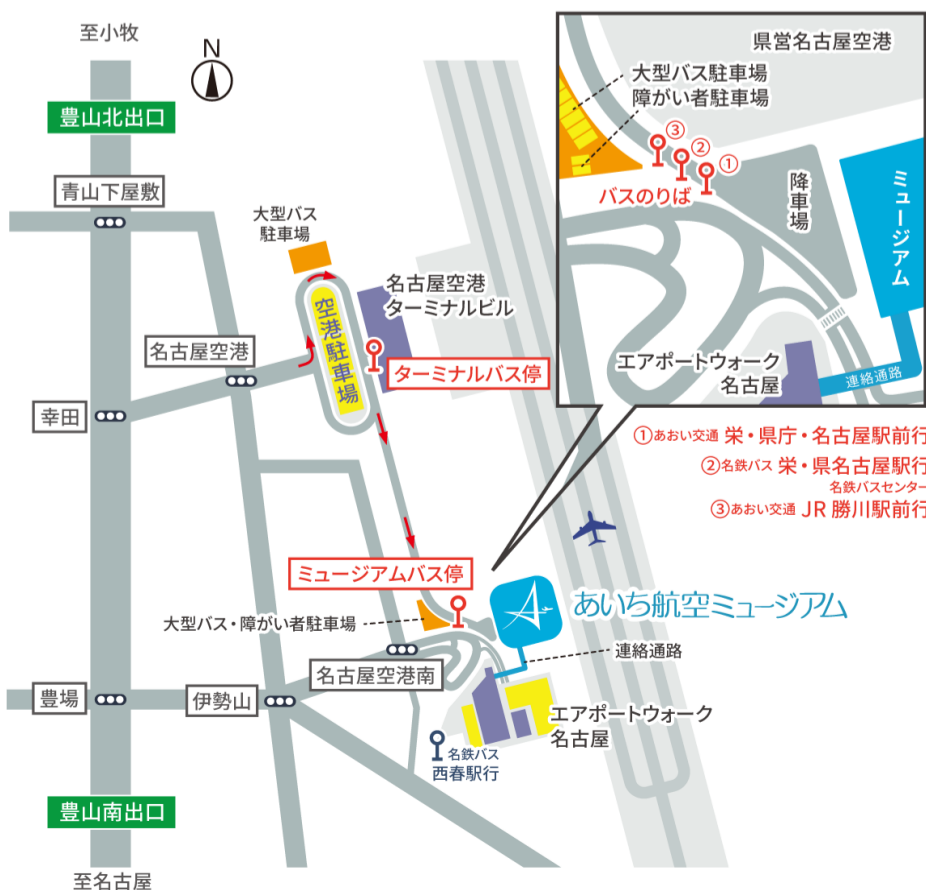 至小牧
N
豊山北出口
青山下屋敷
大型バス
駐車場
名古屋空港
ターミナルビル
空港駐車場
名古屋空港
ターミナルバス停
幸田
県営名古屋空港
大型バス駐車場
障がい者駐車場
③
②
①
バスのりば
降車場
ミュージアム
エアポートウォーク
名古屋
連絡通路
①あおい交通 栄・県庁・名古屋駅前行
②名鉄バス 栄・県名古屋駅行
名鉄バスセンター
③あおい交通 JR 勝川駅前行
ミュージアムバス停
あいち航空ミュージアム
大型バス・障がい者駐車場
連絡通路
名古屋空港南
豊場
伊勢山
エアポートウォーク
名古屋
名鉄バス
西春駅行
豊山南出口
至名古屋